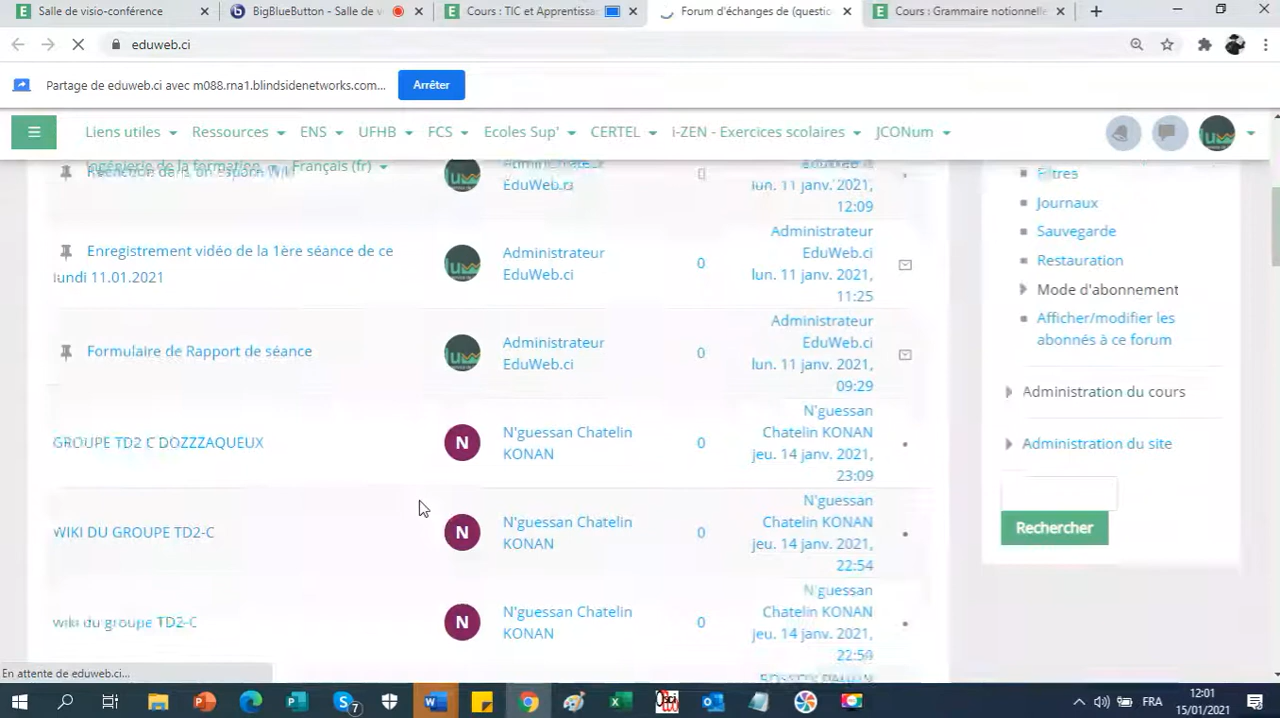 Salle de visio-conférence
BigBlueButton - Salle de v
Cours : TIC et Apprentissa
Forum d'échanges de (questio
Cours : Grammaire notionnelle
eduweb.ci
Partage de eduweb.ci avec m088.rna1.blindsidenetworks.com...
Arrêter
Liens utiles
Ressources
ENS
UFHB
FCS
Ecoles Sup'
CERTEL
i-ZEN - Exercices scolaires
JCONum
Ingénierie de la formation
Français (fr)
EduWeb.ci
lun. 11 janv. 2021,
12:09
Enregistrement vidéo de la 1ère séance de ce
lundi 11.01.2021
Administrateur
EduWeb.ci
0
Administrateur
EduWeb.ci
lun. 11 janv. 2021,
11:25
Formulaire de Rapport de séance
Administrateur
EduWeb.ci
0
Administrateur
EduWeb.ci
lun. 11 janv. 2021,
09:29
GROUPE TD2 C DOZZZAQUEUX
N
N'guessan Chatelin
KONAN
0
N'guessan
Chatelin KONAN
jeu. 14 janv. 2021,
23:09
WIKI DU GROUPE TD2-C
N
N'guessan Chatelin
KONAN
0
N'guessan
Chatelin KONAN
jeu. 14 janv. 2021,
22:54
wiki du groupe TD2-C
N
N'guessan Chatelin
KONAN
0
N'guessan
Chatelin KONAN
jeu. 14 janv. 2021,
Filtres
Journaux
Sauvegarde
Restauration
Mode d'abonnement
Afficher/modifier les
abonnés à ce forum
Administration du cours
Administration du site
Rechercher
En attente de eduweb.ci...
7
FRA
12:01
15/01/2021